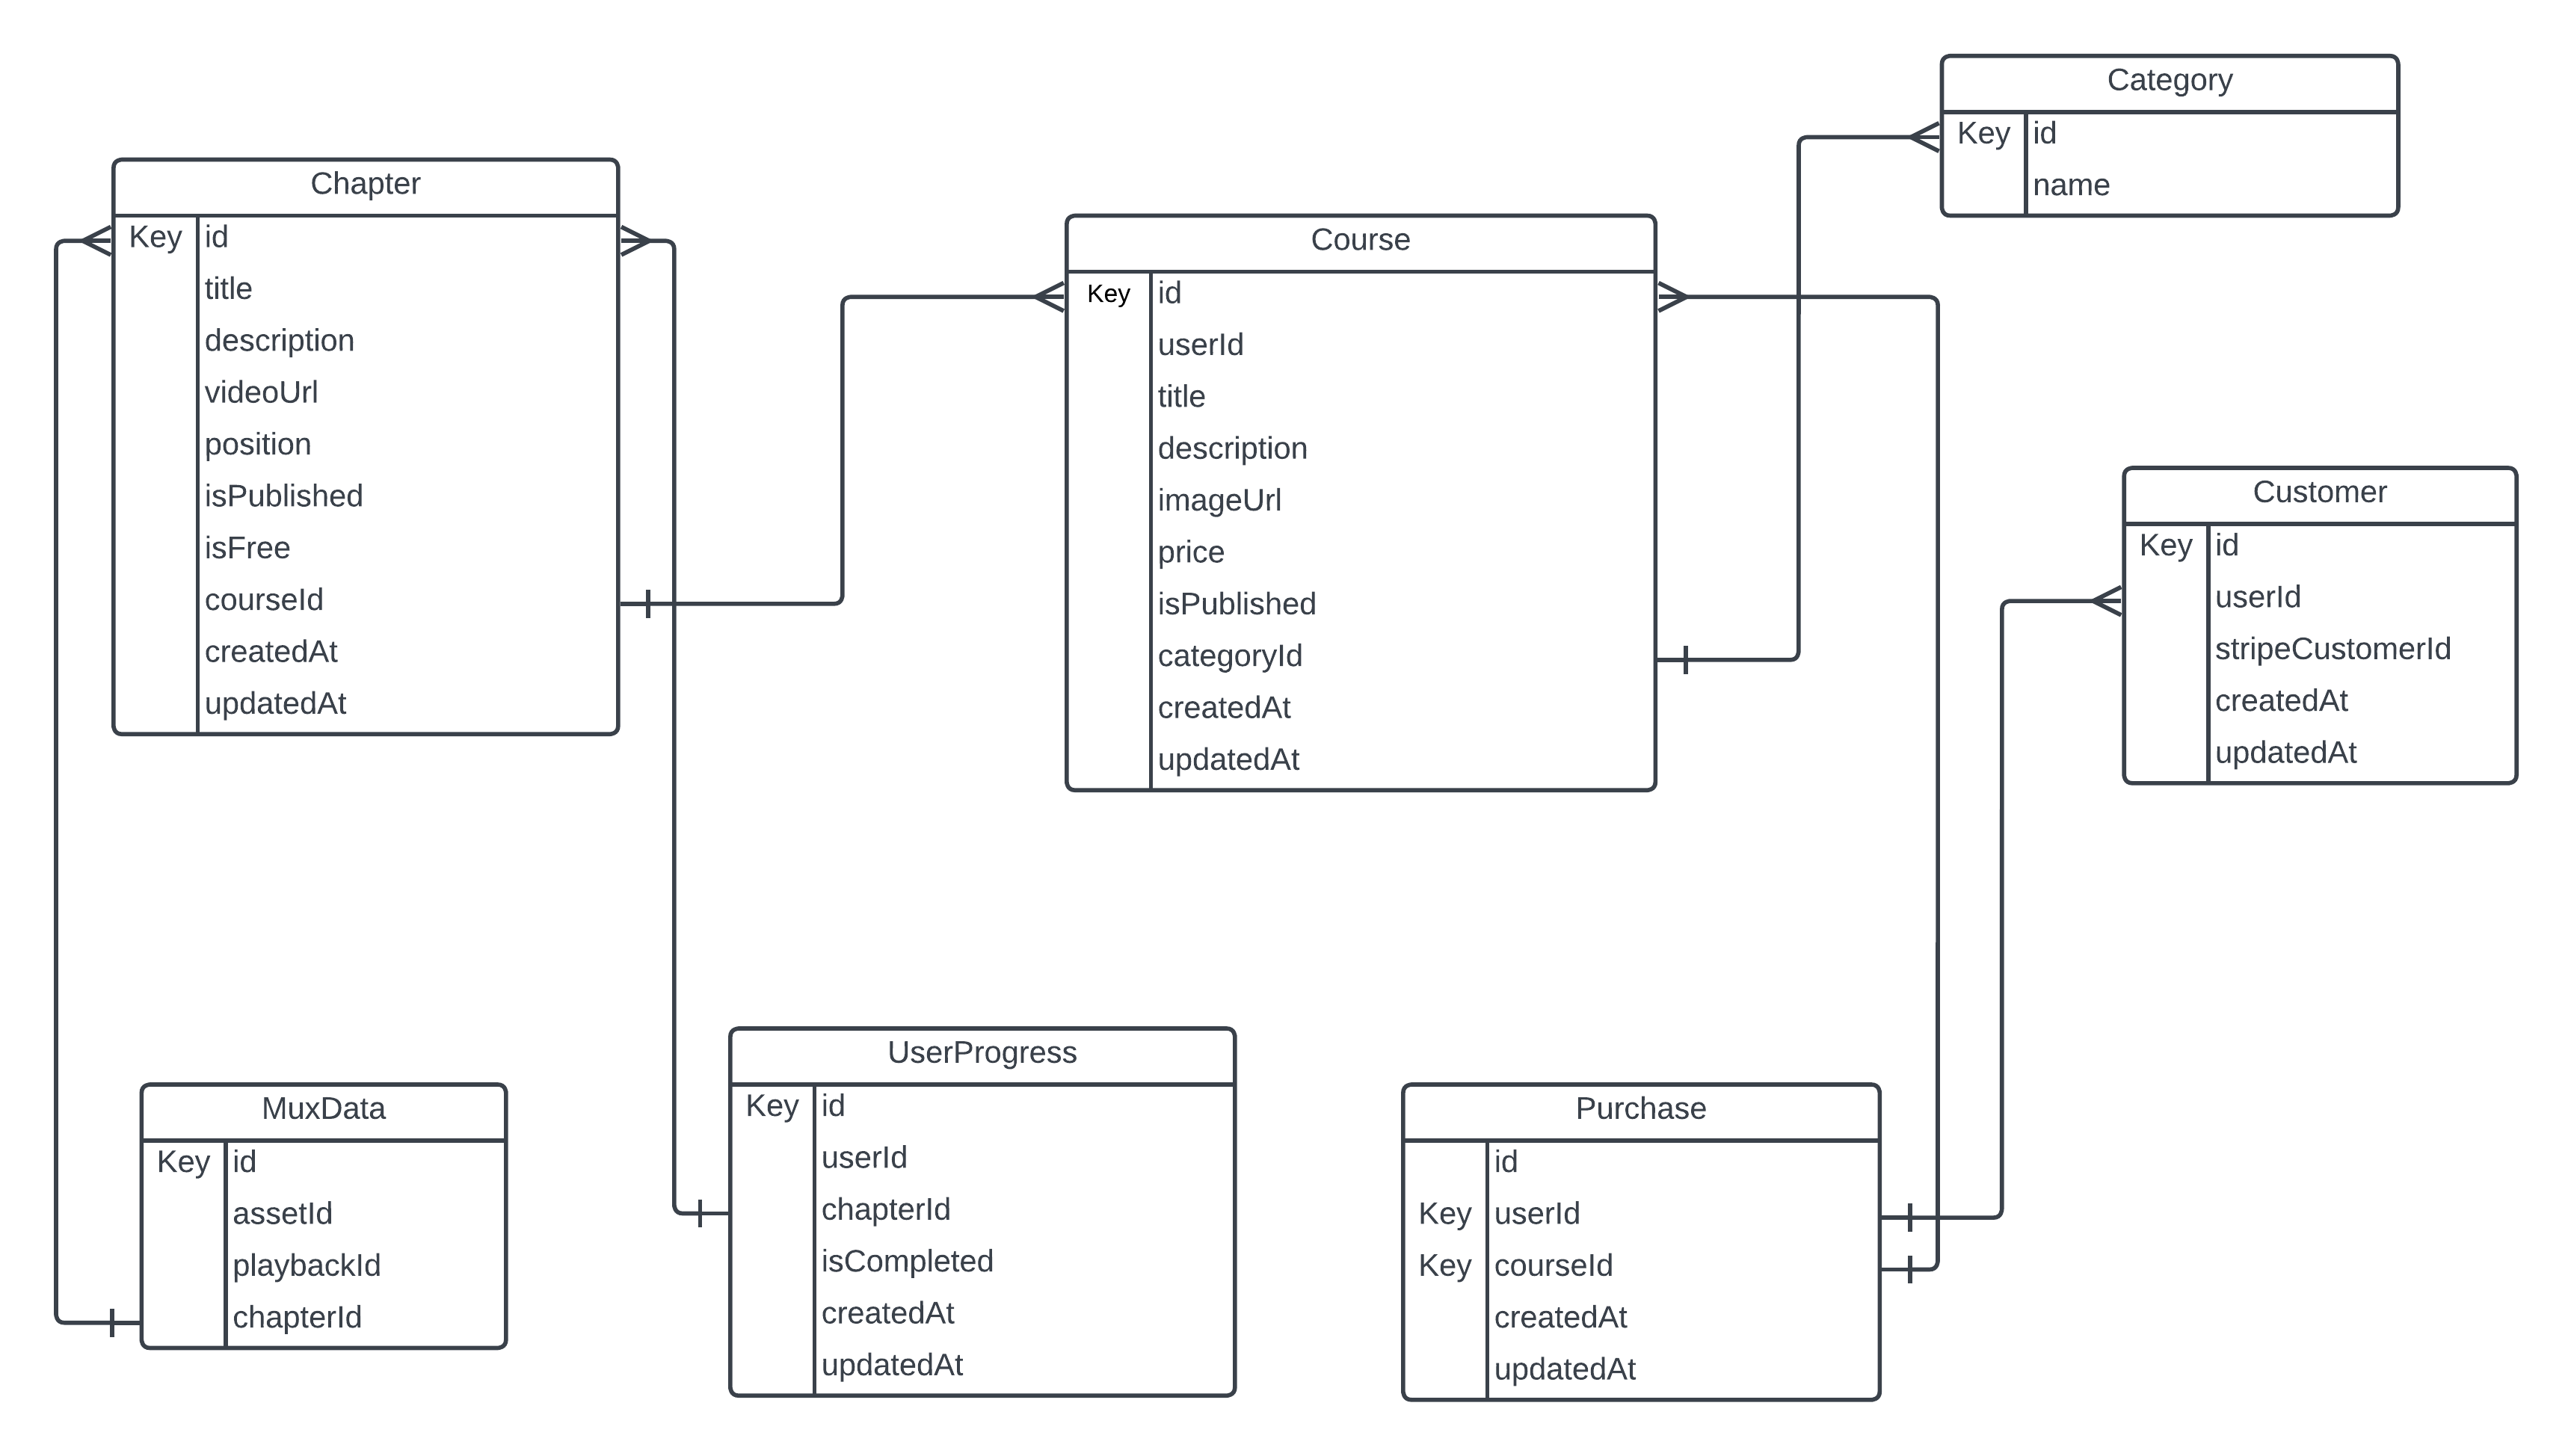 Category
Key id
name
Chapter
Key id
title
description
videoUrl
position
isPublished
isFree
courseId
createdAt
updatedAt
Course
Key id
userId
title
description
imageUrl
price
isPublished
categoryId
createdAt
updatedAt
Customer
Key id
userId
stripeCustomerId
createdAt
updatedAt
MuxData
Key id
assetId
playbackId
chapterId
UserProgress
Key id
userId
chapterId
isCompleted
createdAt
updatedAt
Purchase
id
Key userId
Key courseId
createdAt
updatedAt